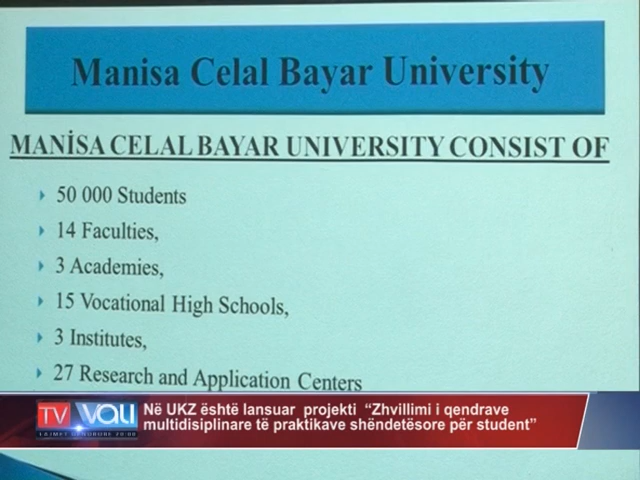 Manisa Celal Bayar University
MANİSA CELAL BAYAR UNIVERSITY CONSIST OF
50 000 Students
14 Faculties,
3 Academies,
15 Vocational High Schools,
3 Institutes,
27 Research and Application Centers
TV VALI
Në UKZ është lansuar projekti “Zhvillimi i qendrave
multidisiplinare të praktikave shëndetësore për student”